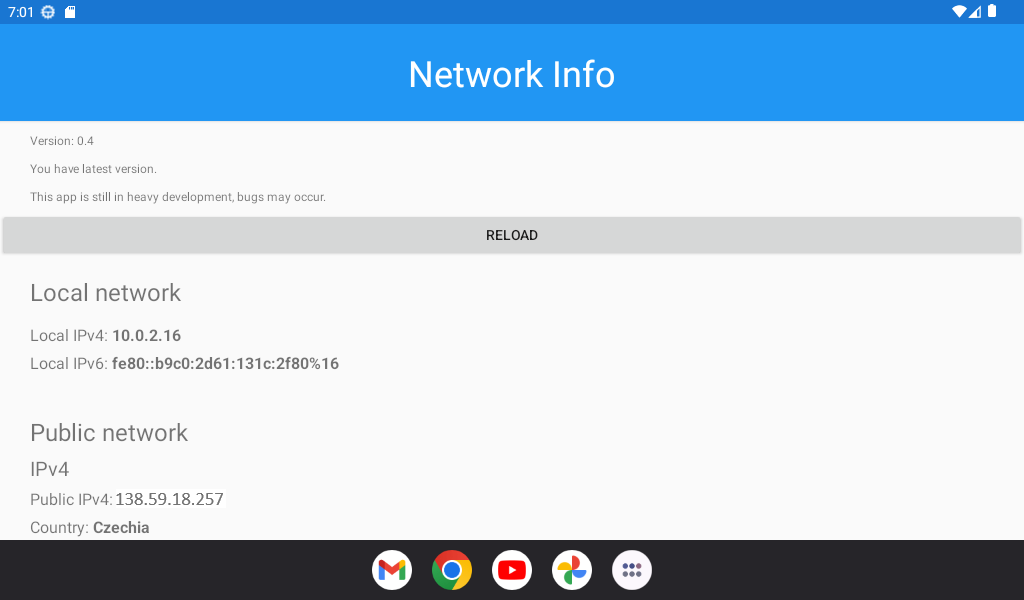 7:01
Network Info
Version: 0.4
You have latest version.
This app is still in heavy development, bugs may occur.
RELOAD
Local network
Local IPv4: 10.0.2.16
Local IPv6: fe80::b9c0:2d61:131c:2f80%16
Public network
IPv4
Public IPv4: 138.59.18.257
Country: Czechia